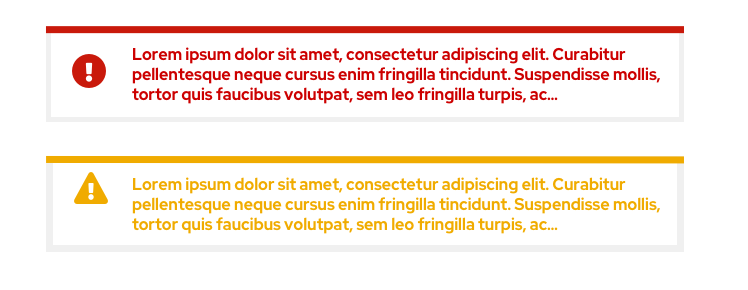 Lorem ipsum dolor sit amet, consectetur adipiscing elit. Curabitur
pellentesque neque cursus enim fringilla tincidunt. Suspendisse mollis,
tortor quis faucibus volutpat, sem leo fringilla turpis, ac...
Lorem ipsum dolor sit amet, consectetur adipiscing elit. Curabitur
pellentesque neque cursus enim fringilla tincidunt. Suspendisse mollis,
tortor quis faucibus volutpat, sem leo fringilla turpis, ac...